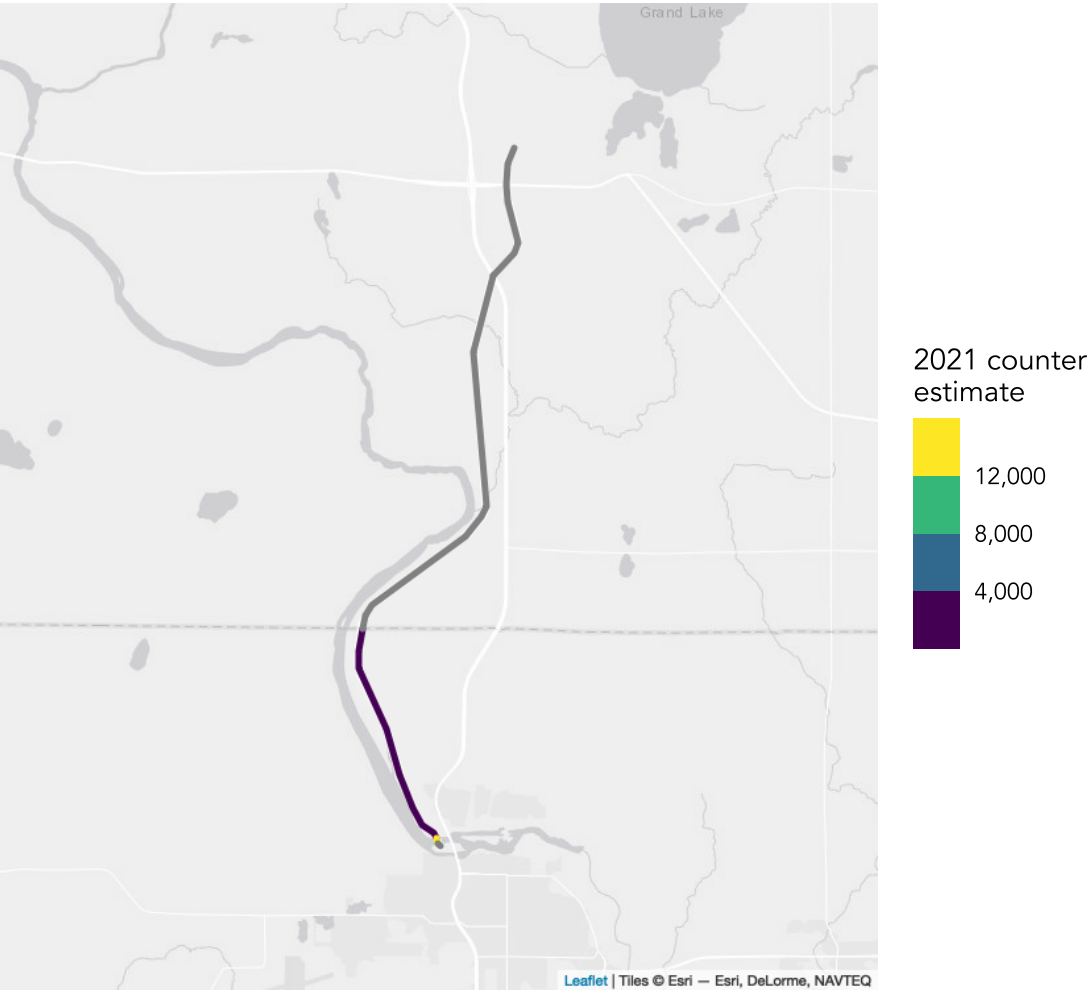 Grand Lake
2021 counter
estimate
12,000
8,000
4,000
Leaflet | Tiles © Esri — Esri, DeLorme, NAVTEQ